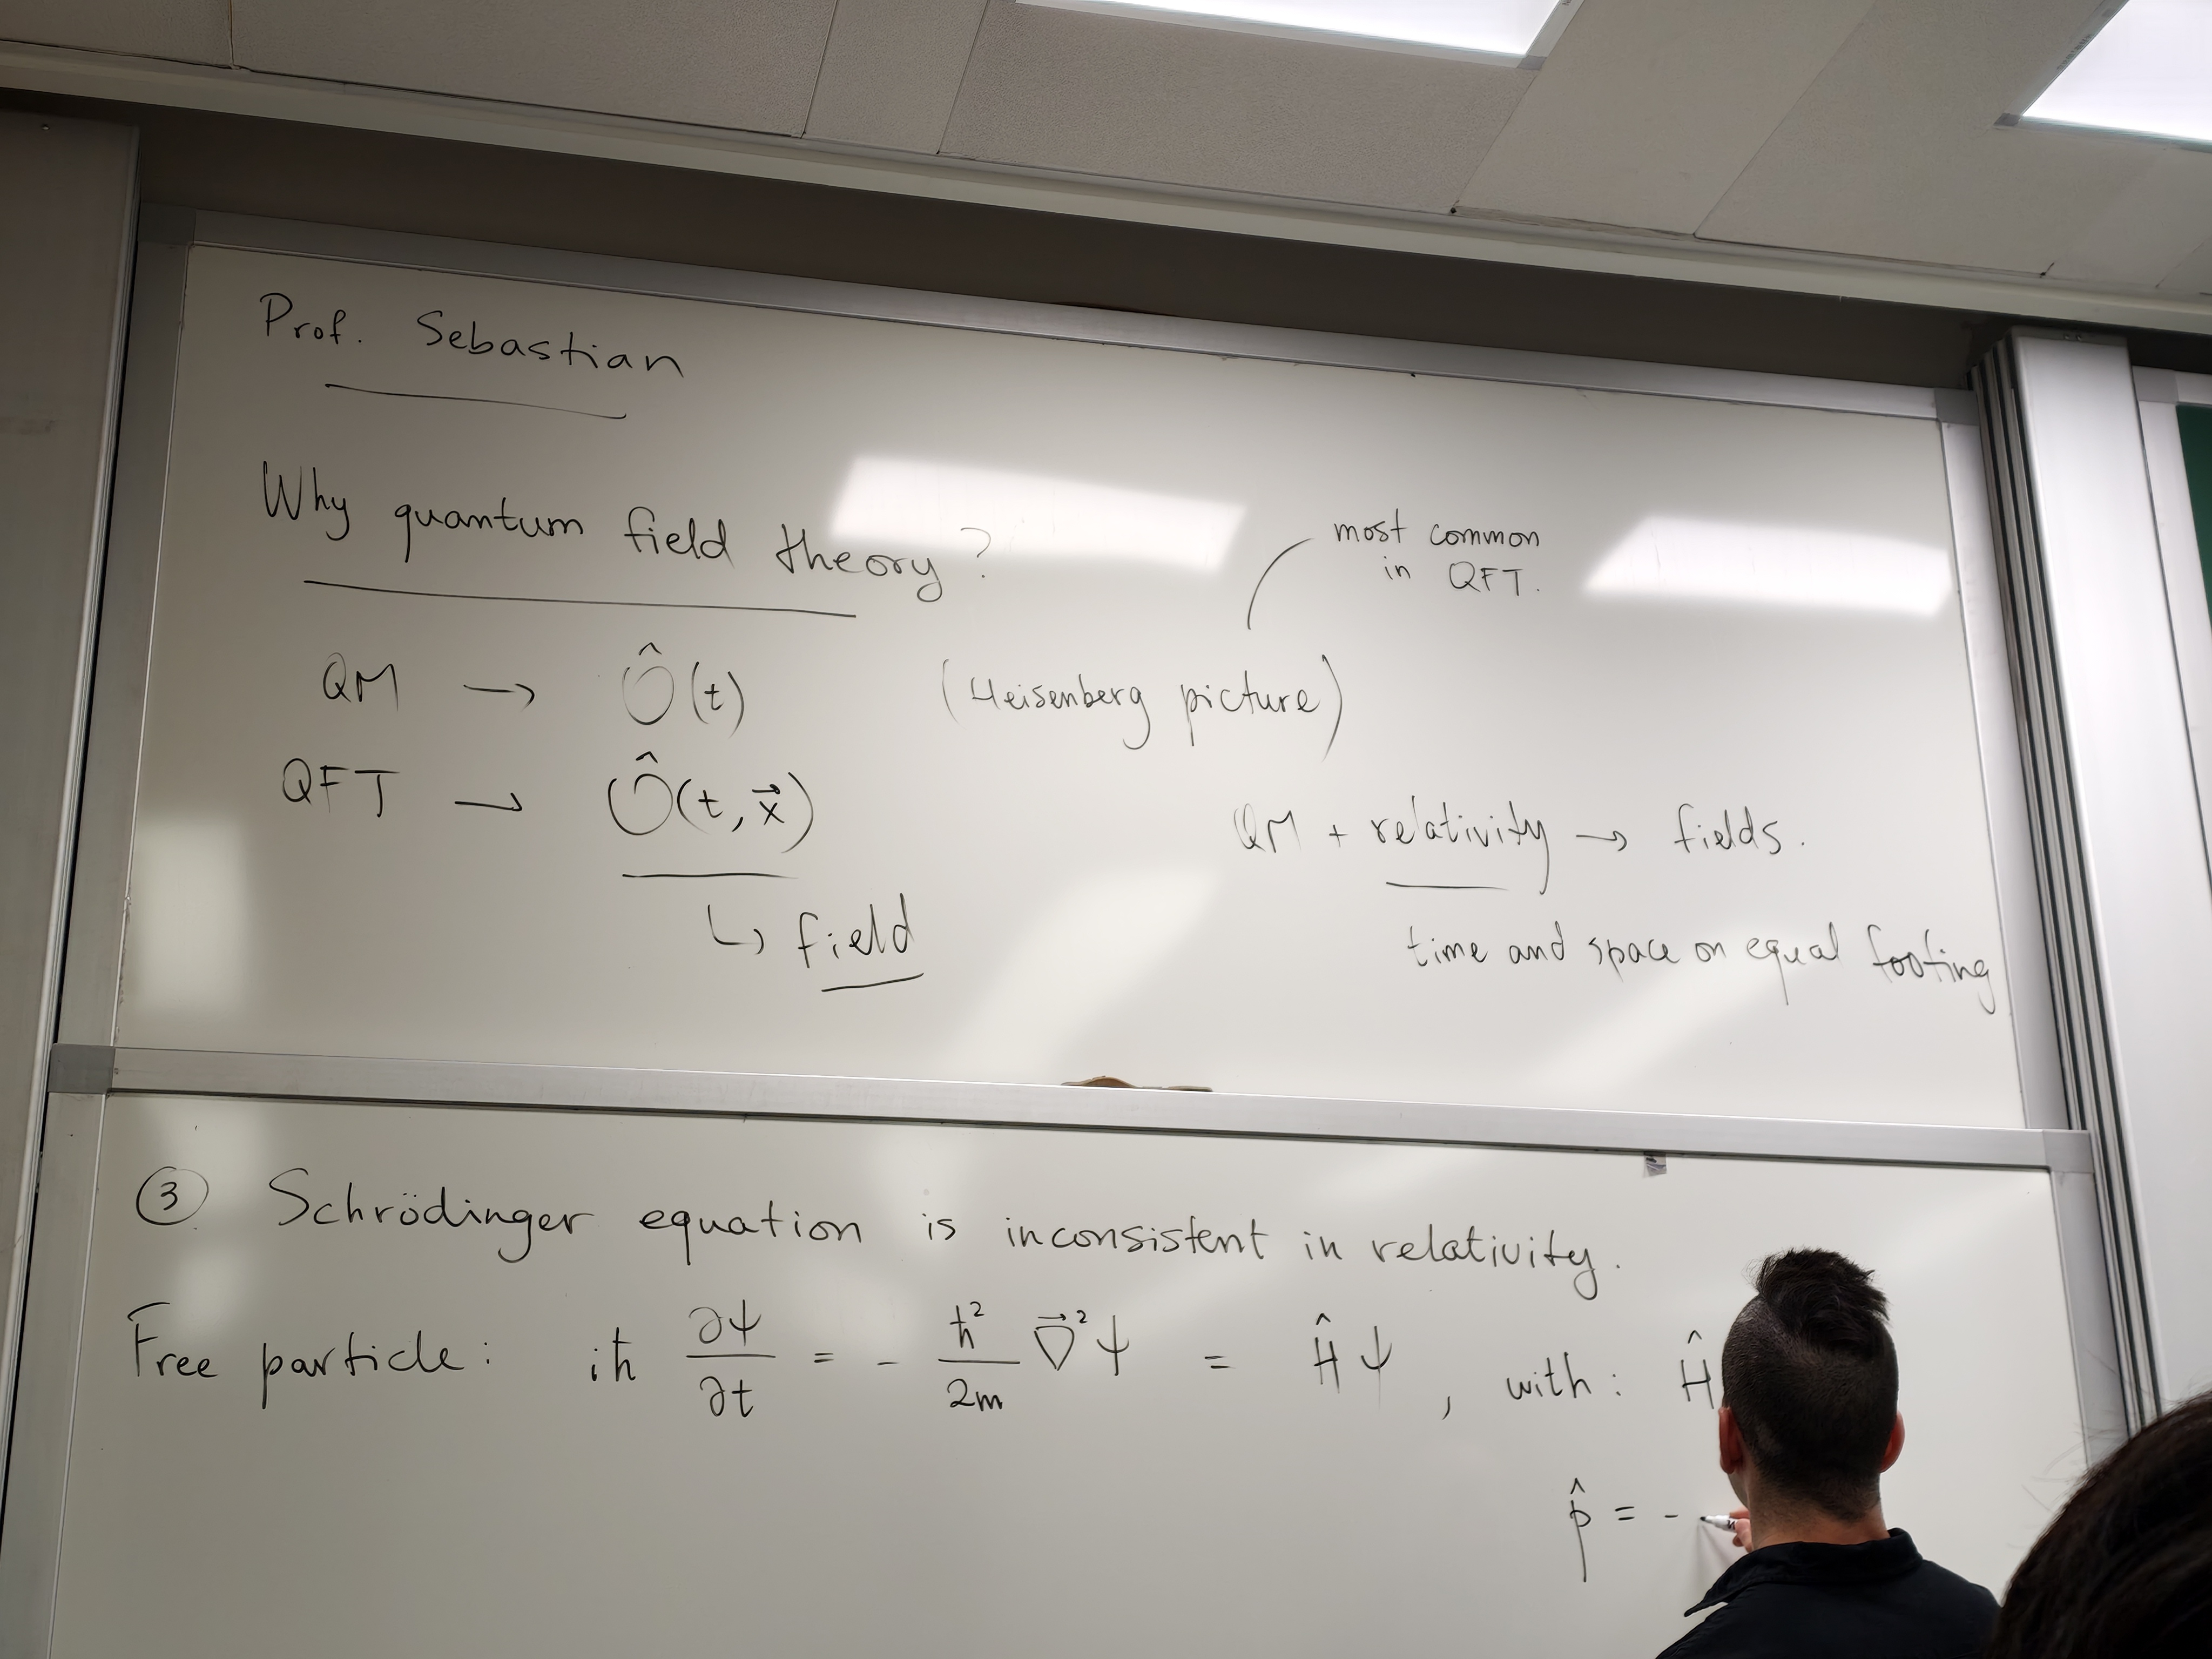 Prof. Sebastian
Why quantum field theory?
most common
in QFT.
QM → Ô(t) (Heisenberg picture)
QFT → Ô(t, x⃗)
↳ field
QM + relativity → fields.
time and space on equal footing
③ Schrödinger equation is inconsistent in relativity.
Free particle: iħ ∂ψ/∂t = - ħ²/2m ∇⃗²ψ = Ĥψ , with: Ĥ
p̂ = -